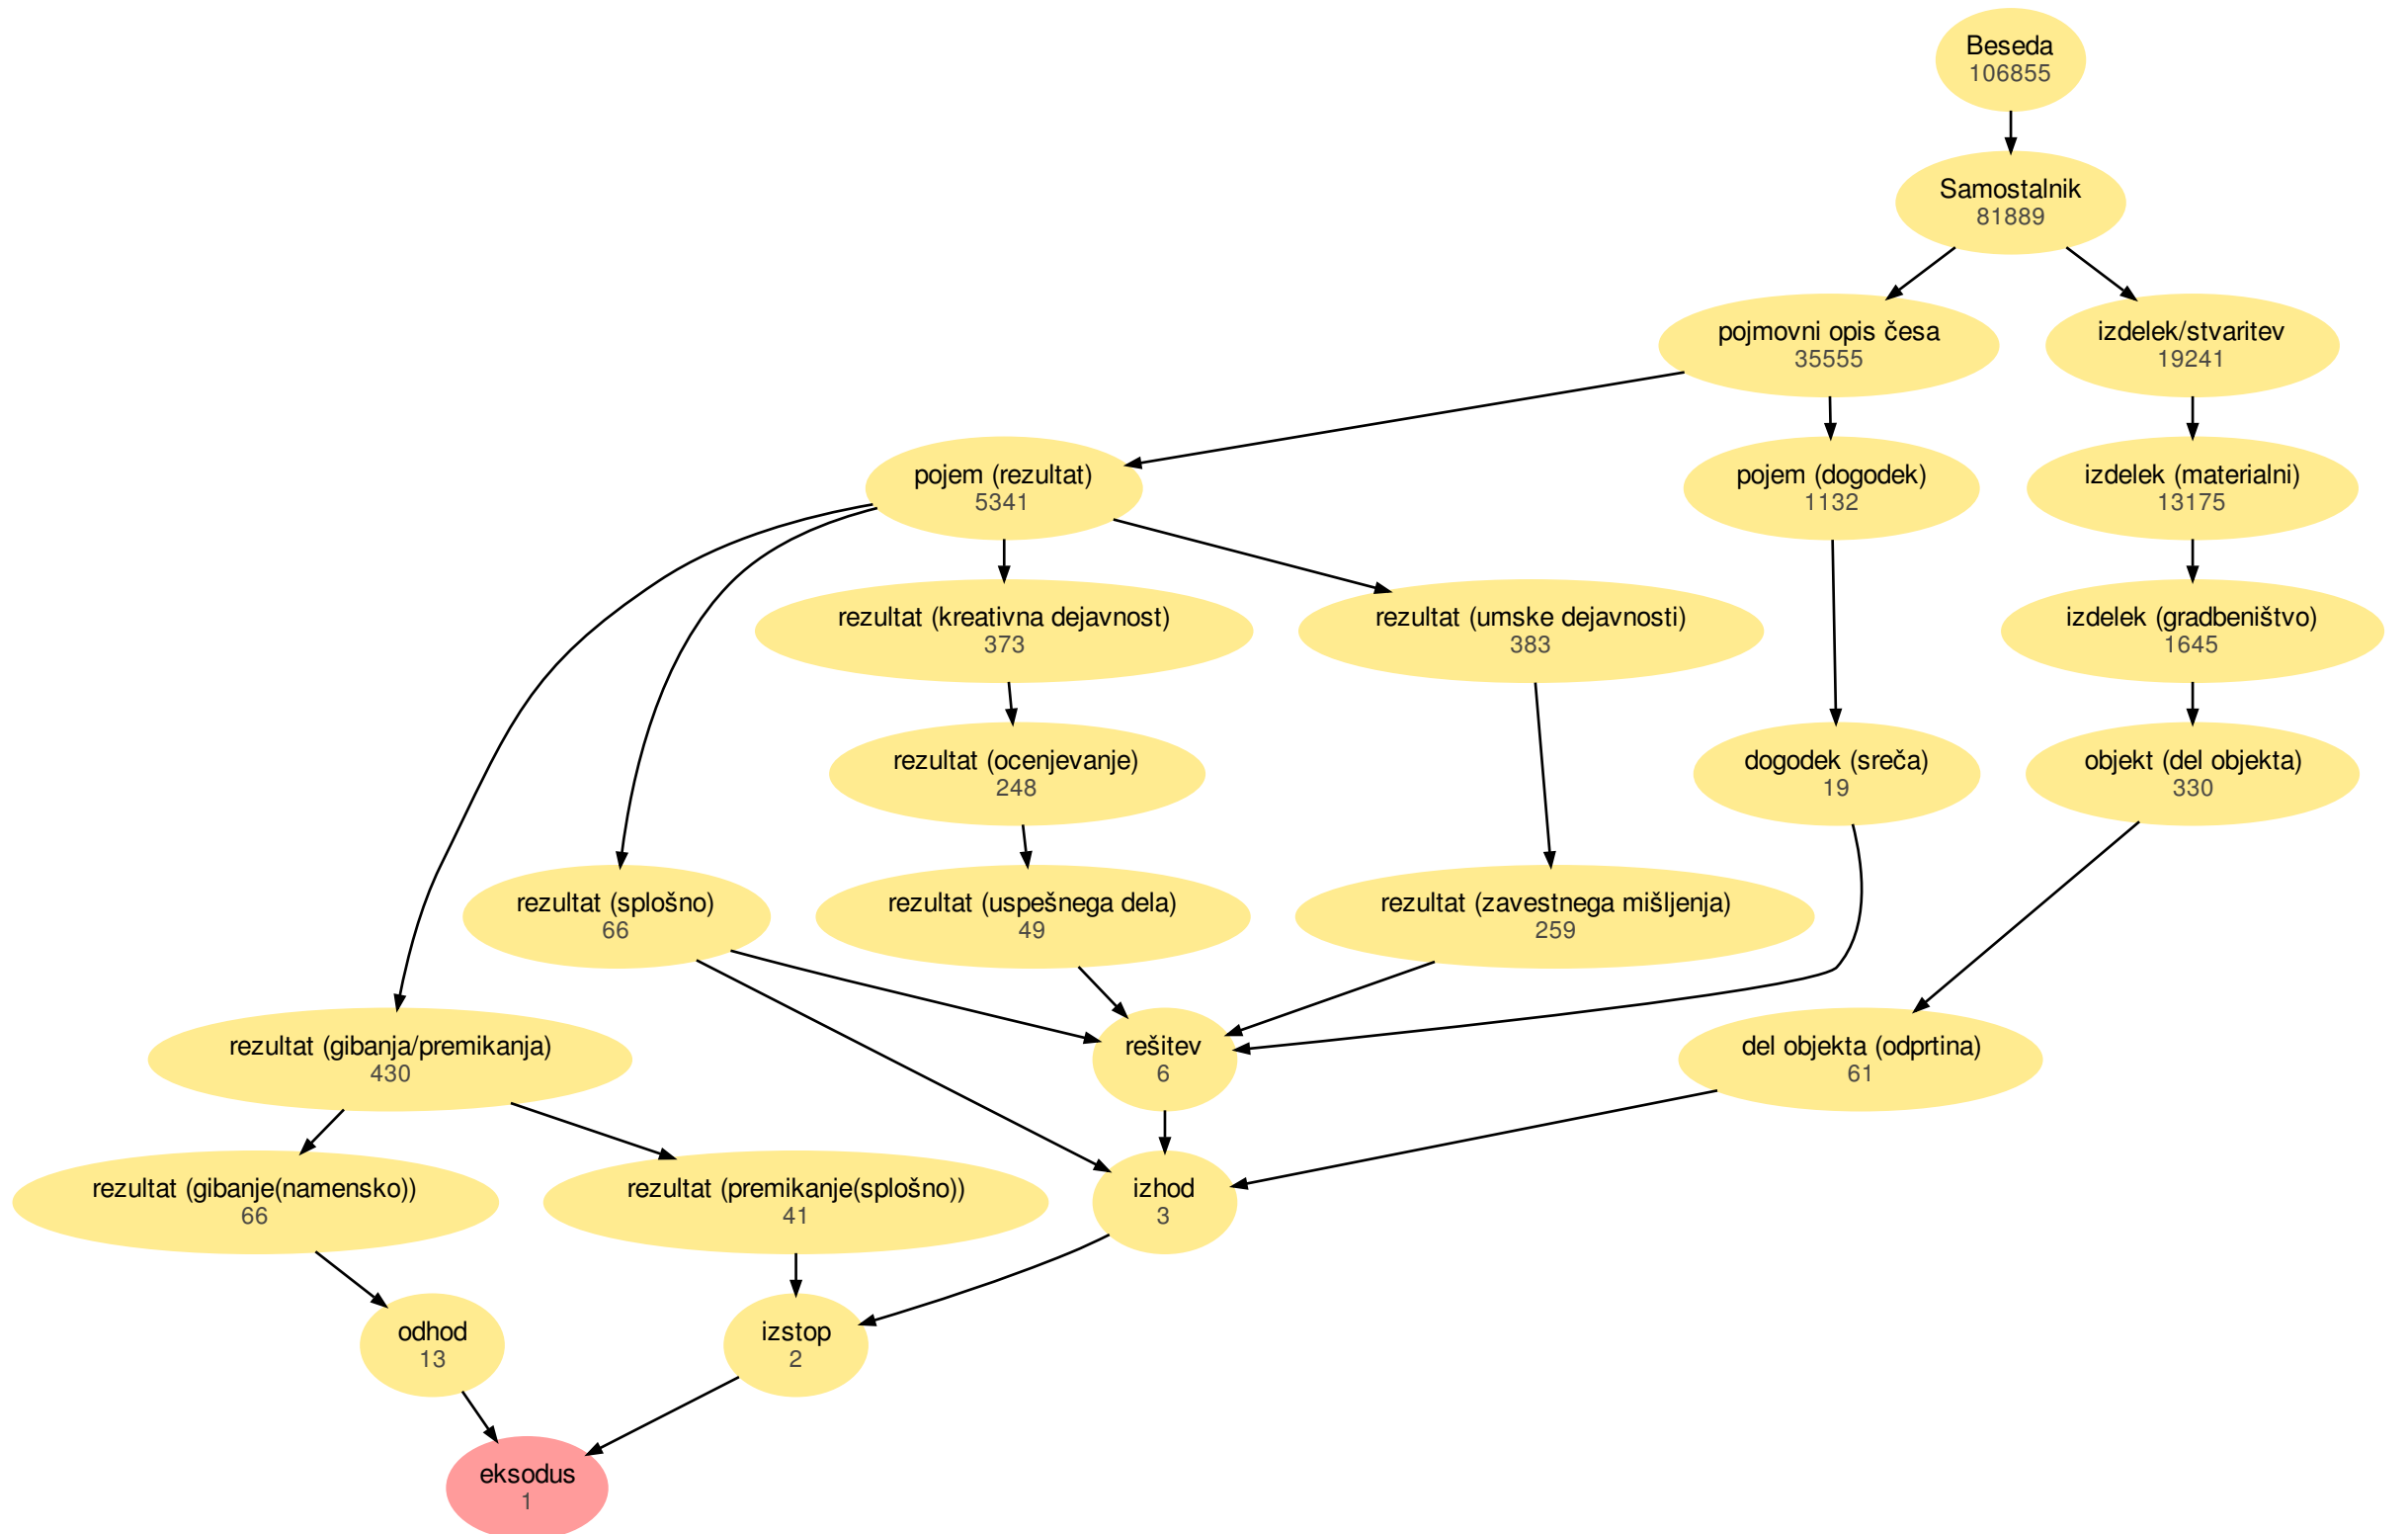 Beseda
106855
Samostalnik
81889
pojmovni opis česa
35555
izdelek/stvaritev
19241
pojem (rezultat)
5341
pojem (dogodek)
1132
izdelek (materialni)
13175
rezultat (kreativna dejavnost)
373
rezultat (umske dejavnosti)
383
izdelek (gradbeništvo)
1645
rezultat (ocenjevanje)
248
dogodek (sreča)
19
objekt (del objekta)
330
rezultat (splošno)
66
rezultat (uspešnega dela)
49
rezultat (zavestnega mišljenja)
259
rezultat (gibanja/premikanja)
430
rešitev
6
del objekta (odprtina)
61
rezultat (gibanje(namensko))
66
rezultat (premikanje(splošno))
41
izhod
3
odhod
13
izstop
2
eksodus
1